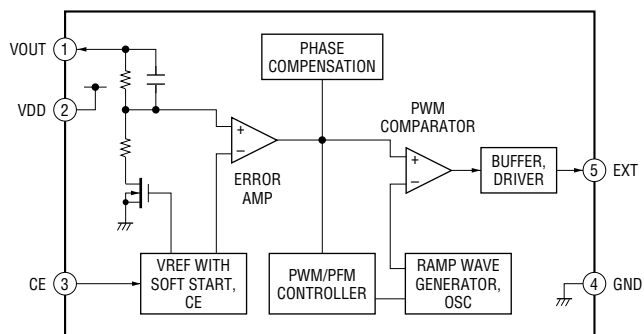 VOUT 1
VDD 2
CE 3
PHASE
COMPENSATION
+
−
ERROR
AMP
PWM
COMPARATOR
+
−
BUFFER,
DRIVER
5 EXT
4 GND
VREF WITH
SOFT START,
CE
PWM/PFM
CONTROLLER
RAMP WAVE
GENERATOR,
OSC